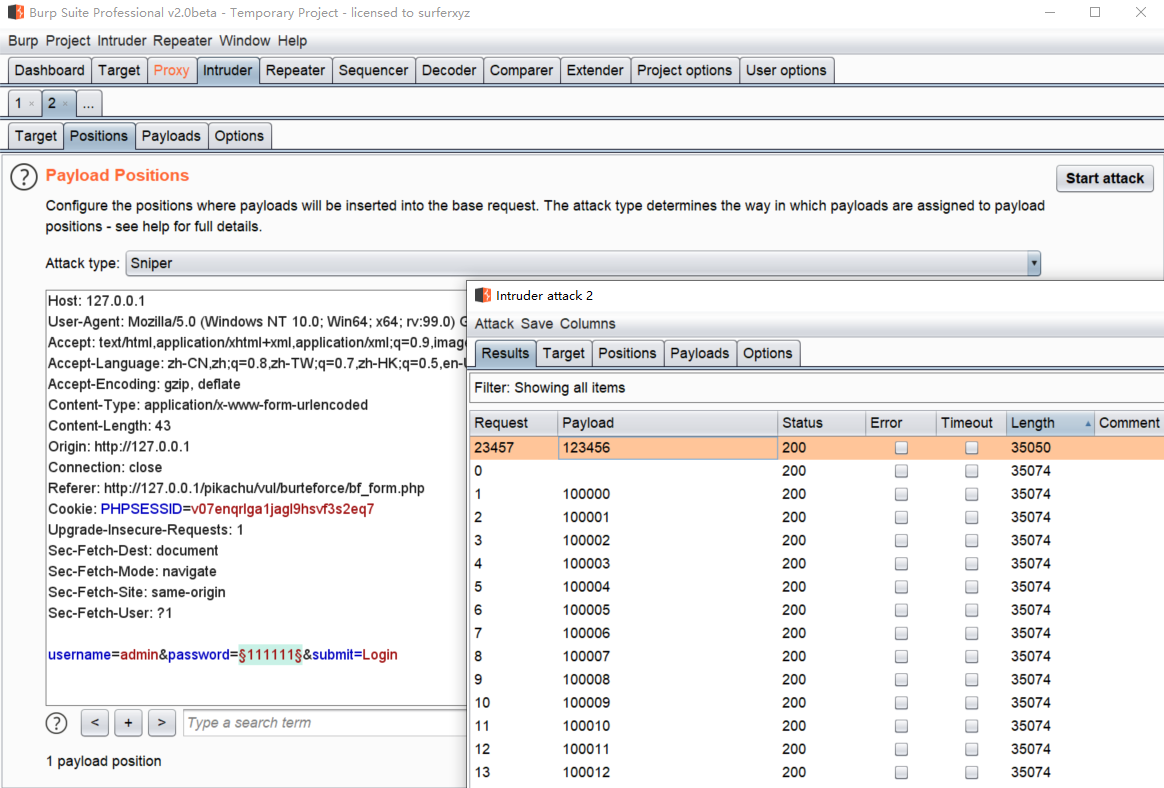 Burp Suite Professional v2.0beta - Temporary Project - licensed to surferxyz
Burp Project Intruder Repeater Window Help
Dashboard Target Proxy Intruder Repeater Sequencer Decoder Comparer Extender Project options User options
1 × 2 × ...
Target Positions Payloads Options
? Payload Positions
Start attack
Configure the positions where payloads will be inserted into the base request. The attack type determines the way in which payloads are assigned to payload
positions - see help for full details.
Attack type: Sniper
Host: 127.0.0.1
User-Agent: Mozilla/5.0 (Windows NT 10.0; Win64; x64; rv:99.0) G
Accept: text/html,application/xhtml+xml,application/xml;q=0.9,imag
Accept-Language: zh-CN,zh;q=0.8,zh-TW;q=0.7,zh-HK;q=0.5,en-U
Accept-Encoding: gzip, deflate
Content-Type: application/x-www-form-urlencoded
Content-Length: 43
Origin: http://127.0.0.1
Connection: close
Referer: http://127.0.0.1/pikachu/vul/burteforce/bf_form.php
Cookie: PHPSESSID=v07enqrlga1jagl9hsvf3s2eq7
Upgrade-Insecure-Requests: 1
Sec-Fetch-Dest: document
Sec-Fetch-Mode: navigate
Sec-Fetch-Site: same-origin
Sec-Fetch-User: ?1
username=admin&password=§111111§&submit=Login
? < + > Type a search term
1 payload position
Intruder attack 2
Attack Save Columns
Results Target Positions Payloads Options
Filter: Showing all items
Request Payload Status Error Timeout Length Comment
23457 123456 200 35050
0 200 35074
1 100000 200 35074
2 100001 200 35074
3 100002 200 35074
4 100003 200 35074
5 100004 200 35074
6 100005 200 35074
7 100006 200 35074
8 100007 200 35074
9 100008 200 35074
10 100009 200 35074
11 100010 200 35074
12 100011 200 35074
13 100012 200 35074